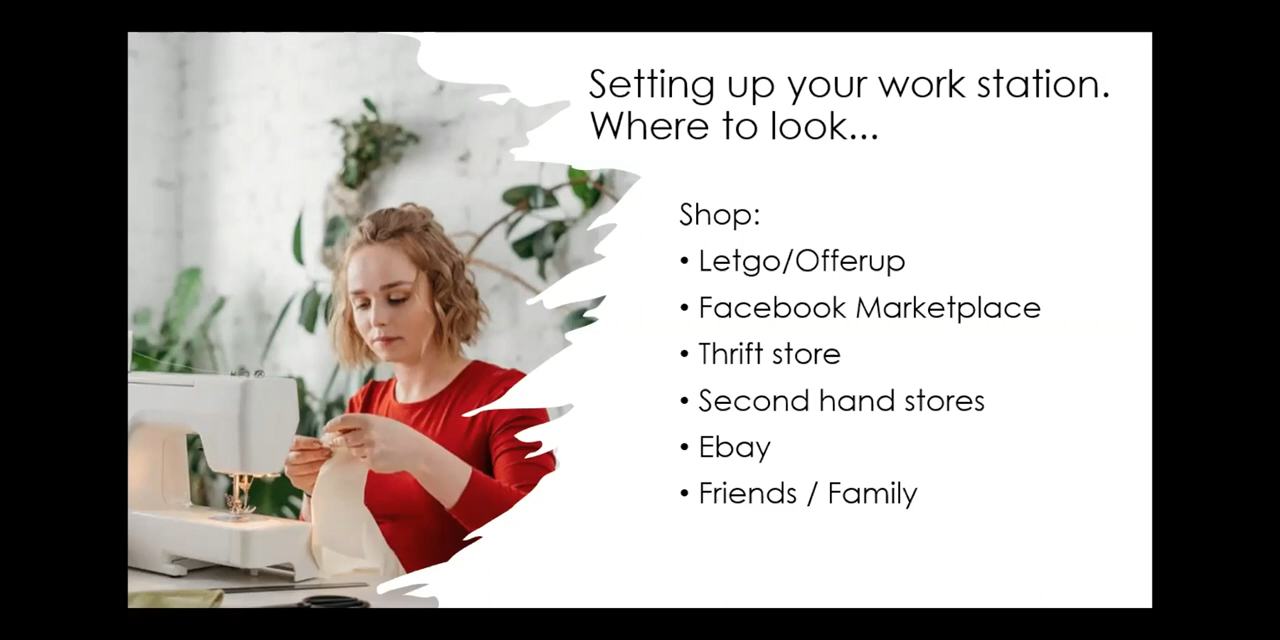 Setting up your work station.
Where to look...
Shop:
• Letgo/Offerup
• Facebook Marketplace
• Thrift store
• Second hand stores
• Ebay
• Friends / Family